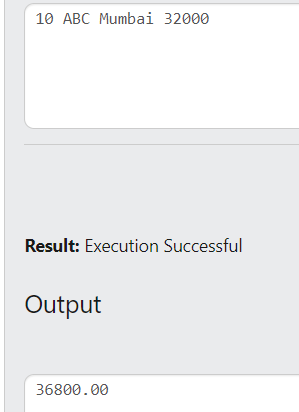 10 ABC Mumbai 32000
Result: Execution Successful
Output
36800.00